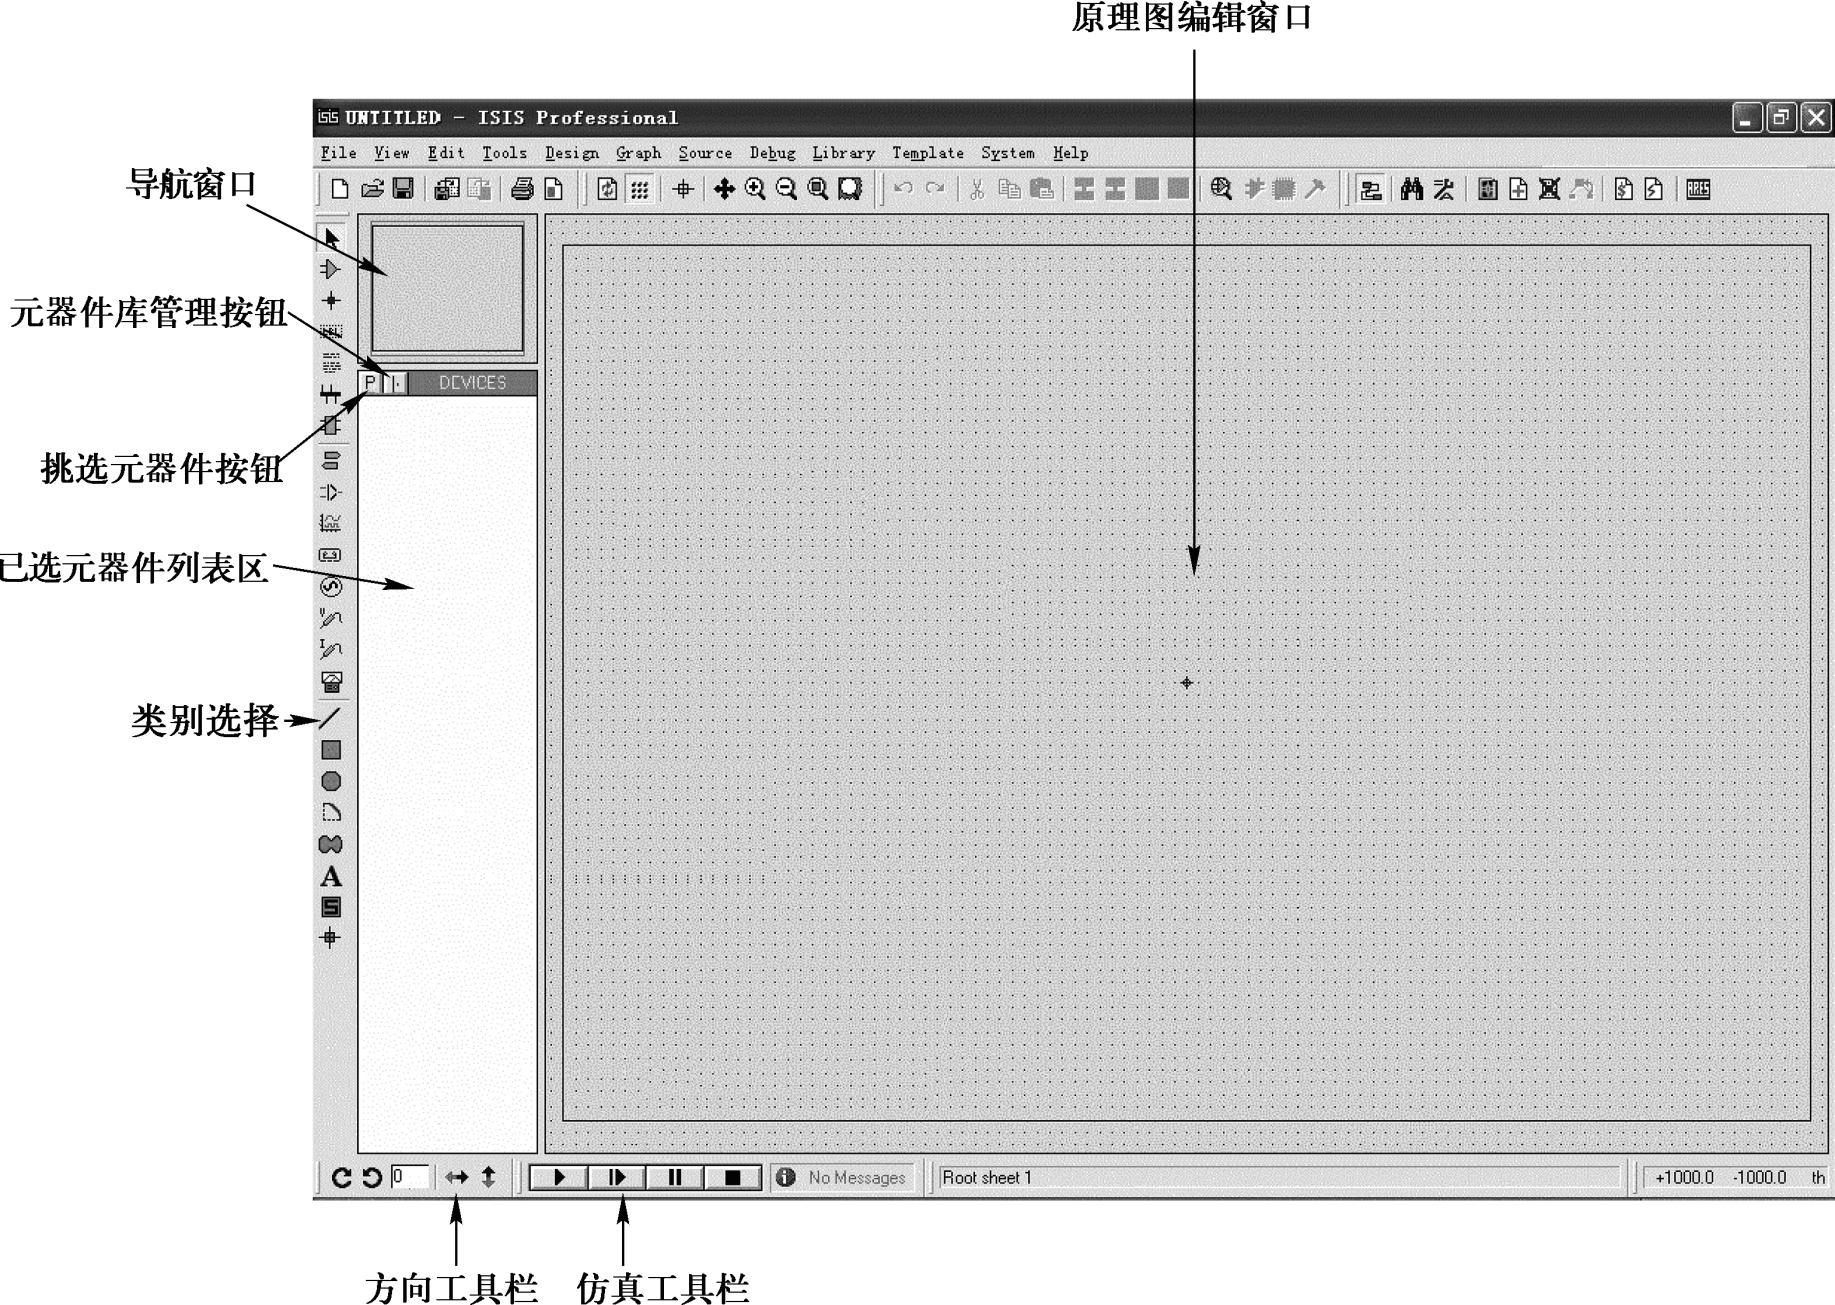 原理图编辑窗口
UNTITLED - ISIS Professional
File View Edit Tools Design Graph Source Debug Library Template System Help
导航窗口
元器件库管理按钮
P DEVICES
挑选元器件按钮
已选元器件列表区
类别选择
A
0 No Messages Root sheet 1 +1000.0 -1000.0 th
方向工具栏 仿真工具栏